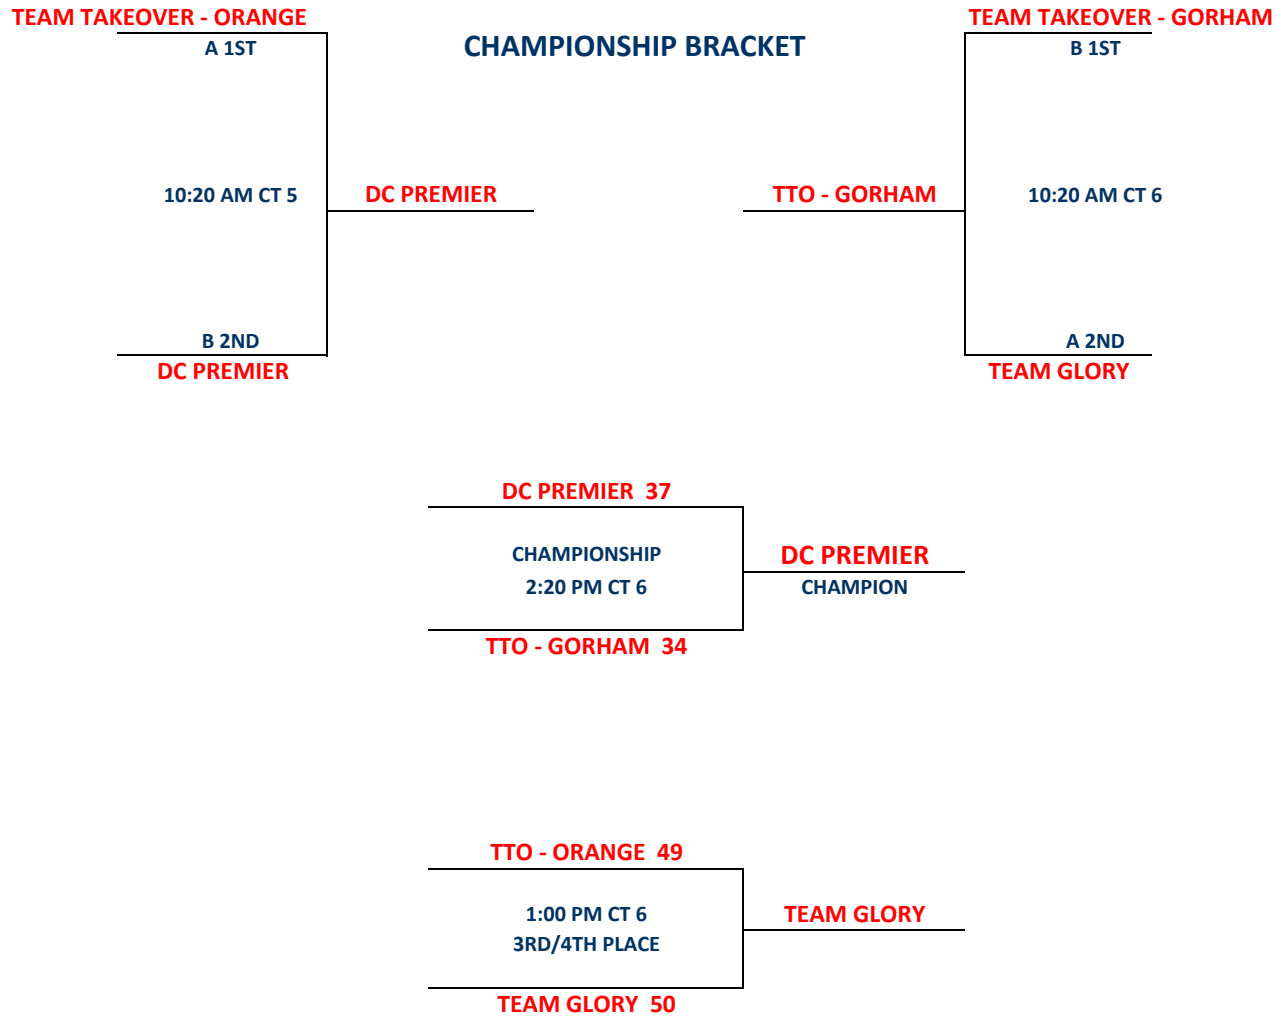 TEAM TAKEOVER - ORANGE
TEAM TAKEOVER - GORHAM
A 1ST
CHAMPIONSHIP BRACKET
B 1ST
10:20 AM CT 5
DC PREMIER
TTO - GORHAM
10:20 AM CT 6
B 2ND
A 2ND
DC PREMIER
TEAM GLORY
DC PREMIER 37
CHAMPIONSHIP
DC PREMIER
2:20 PM CT 6
CHAMPION
TTO - GORHAM 34
TTO - ORANGE 49
1:00 PM CT 6
TEAM GLORY
3RD/4TH PLACE
TEAM GLORY 50